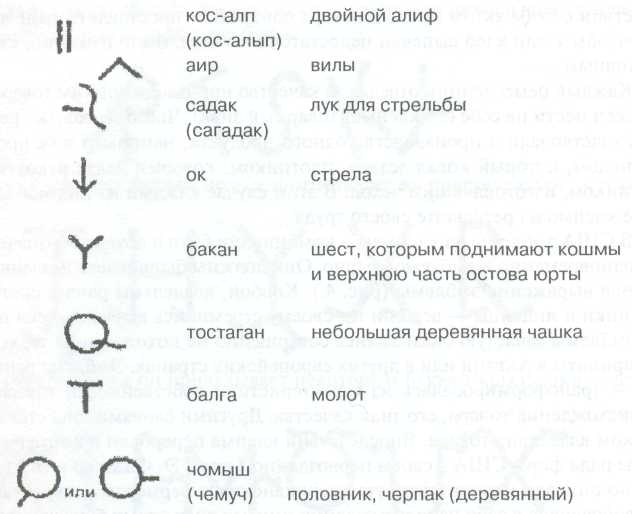 кос-алп двойной алиф
(кос-алып)
аир вилы
садак лук для стрельбы
(сагадак)
ок стрела
бакан шест, которым поднимают кошмы
и верхнюю часть остова юрты
тостаган небольшая деревянная чашка
балга молот
чомыш
или (чемуч) половник, черпак (деревянный)